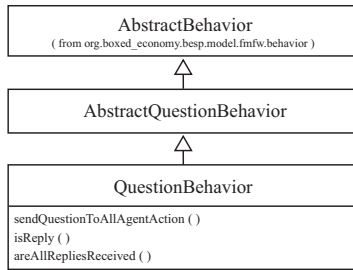 AbstractBehavior
( from org.boxed_economy.besp.model.fmfw.behavior )
AbstractQuestionBehavior
QuestionBehavior
sendQuestionToAllAgentAction ( )
isReply ( )
areAllRepliesReceived ( )